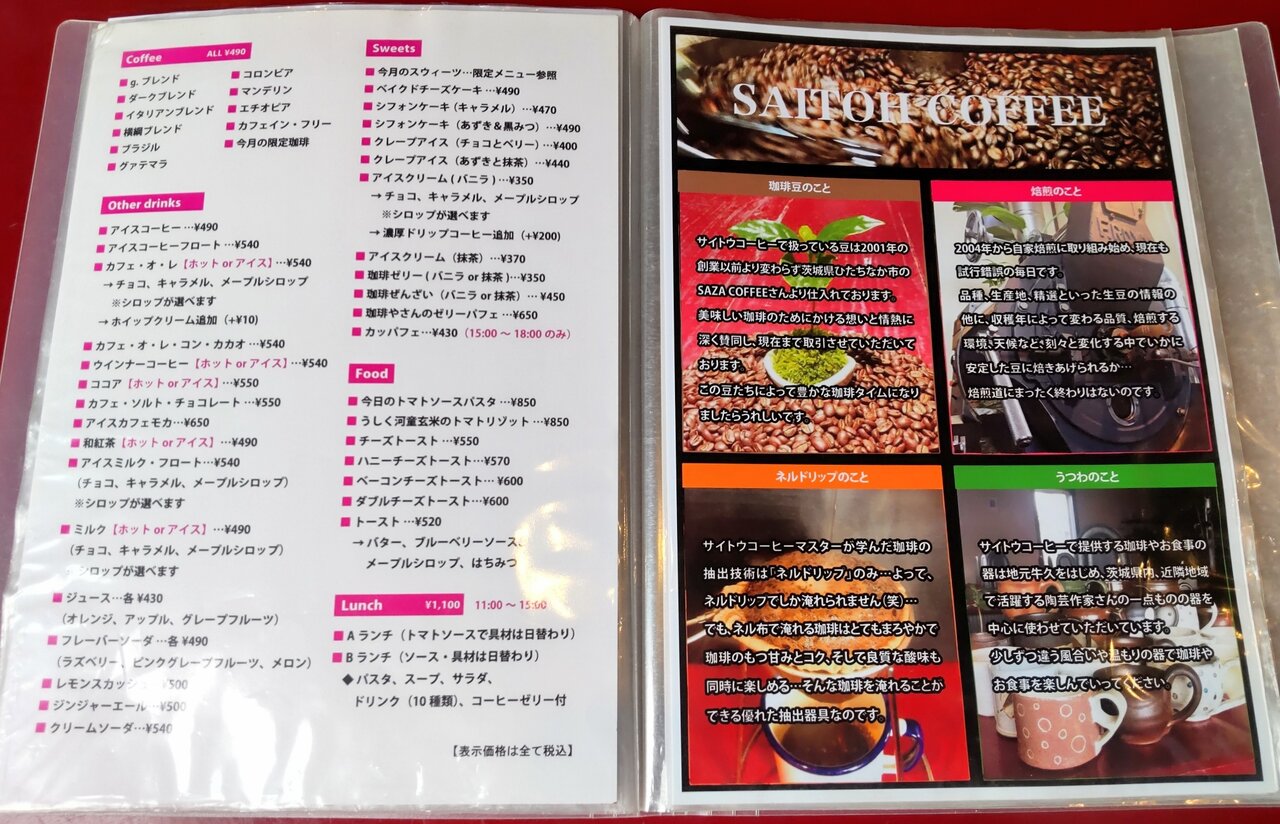 Coffee ALL ¥490
■ g. ブレンド
■ ダークブレンド
■ イタリアンブレンド
■ 横綱ブレンド
■ ブラジル
■ グァテマラ
■ コロンビア
■ マンデリン
■ エチオピア
■ カフェイン・フリー
■ 今月の限定珈琲
Other drinks
■ アイスコーヒー…¥490
■ アイスコーヒーフロート…¥540
■ カフェ・オ・レ【ホット or アイス】…¥540
→ チョコ、キャラメル、メープルシロップ
※シロップが選べます
→ ホイップクリーム追加（+¥10）
■ カフェ・オ・レ・コン・カカオ…¥540
■ ウインナーコーヒー【ホット or アイス】…¥540
■ ココア【ホット or アイス】…¥550
■ カフェ・ソルト・チョコレート…¥550
■ アイスカフェモカ…¥650
■ 和紅茶【ホット or アイス】…¥490
■ アイスミルク・フロート…¥540
（チョコ、キャラメル、メープルシロップ）
※シロップが選べます
■ ミルク【ホット or アイス】…¥490
（チョコ、キャラメル、メープルシロップ）
シロップが選べます
■ ジュース…各 ¥430
（オレンジ、アップル、グレープフルーツ）
■ フレーバーソーダ…各 ¥490
（ラズベリー、ピンクグレープフルーツ、メロン）
■ レモンスカッシュ ¥500
■ ジンジャーエール…¥500
■ クリームソーダ…¥540
Sweets
■ 今月のスウィーツ…限定メニュー参照
■ ベイクドチーズケーキ…¥490
■ シフォンケーキ（キャラメル）…¥470
■ シフォンケーキ（あずき＆黒みつ）…¥490
■ クレープアイス（チョコとベリー）…¥400
■ クレープアイス（あずきと抹茶）…¥440
■ アイスクリーム ( バニラ ) …¥350
→ チョコ、キャラメル、メープルシロップ
※シロップが選べます
→ 濃厚ドリップコーヒー追加（+¥200)
■ アイスクリーム（抹茶）…¥370
■ 珈琲ゼリー ( バニラ or 抹茶 )…¥350
■ 珈琲ぜんざい（バニラ or 抹茶）… ¥450
■ 珈琲やさんのゼリーパフェ…¥650
■ カッパフェ…¥430（15:00 〜 18:00 のみ）
Food
■ 今日のトマトソースパスタ…¥850
■ うしく河童玄米のトマトリゾット…¥850
■ チーズトースト…¥550
■ ハニーチーズトースト…¥570
■ ベーコンチーズトースト…¥600
■ ダブルチーズトースト…¥600
■ トースト…¥520
→ バター、ブルーベリーソース、
メープルシロップ、はちみつ
Lunch ¥1,100 11:00 〜 15:00
■ A ランチ（トマトソースで具材は日替わり）
■ B ランチ（ソース・具材は日替わり）
◆ パスタ、スープ、サラダ、
ドリンク（10 種類）、コーヒーゼリー付
【表示価格は全て税込】
SAITOH COFFEE
珈琲豆のこと
サイトウコーヒーで扱っている豆は2001年の
創業以前より変わらず茨城県ひたちなか市の
SAZA COFFEEさんより仕入れております。
美味しい珈琲のためにかける想いと情熱に
深く賛同し、現在まで取引させていただいて
おります。
この豆たちによって豊かな珈琲タイムになり
ましたらうれしいです。
焙煎のこと
2004年から自家焙煎に取り組み始め、現在も
試行錯誤の毎日です。
品種、生産地、精選といった生豆の情報の
他に、収穫年によって変わる品質、焙煎する
環境、天候など、刻々と変化する中でいかに
安定した豆に焙きあげられるか…
焙煎道にまったく終わりはないのです。
ネルドリップのこと
サイトウコーヒーマスターが学んだ珈琲の
抽出技術は「ネルドリップ」のみ…よって、
ネルドリップでしか淹れられません（笑）…
でも、ネル布で淹れる珈琲はとてもまろやかで
珈琲のもつ甘みとコク、そして良質な酸味も
同時に楽しめる…そんな珈琲を淹れることが
できる優れた抽出器具なのです。
うつわのこと
サイトウコーヒーで提供する珈琲やお食事の
器は地元牛久をはじめ、茨城県内、近隣地域
で活躍する陶芸作家さんの一点ものの器を
中心に使わせていただいています。
少しずつ違う風合いや温もりの器で珈琲や
お食事を楽しんでいってください。